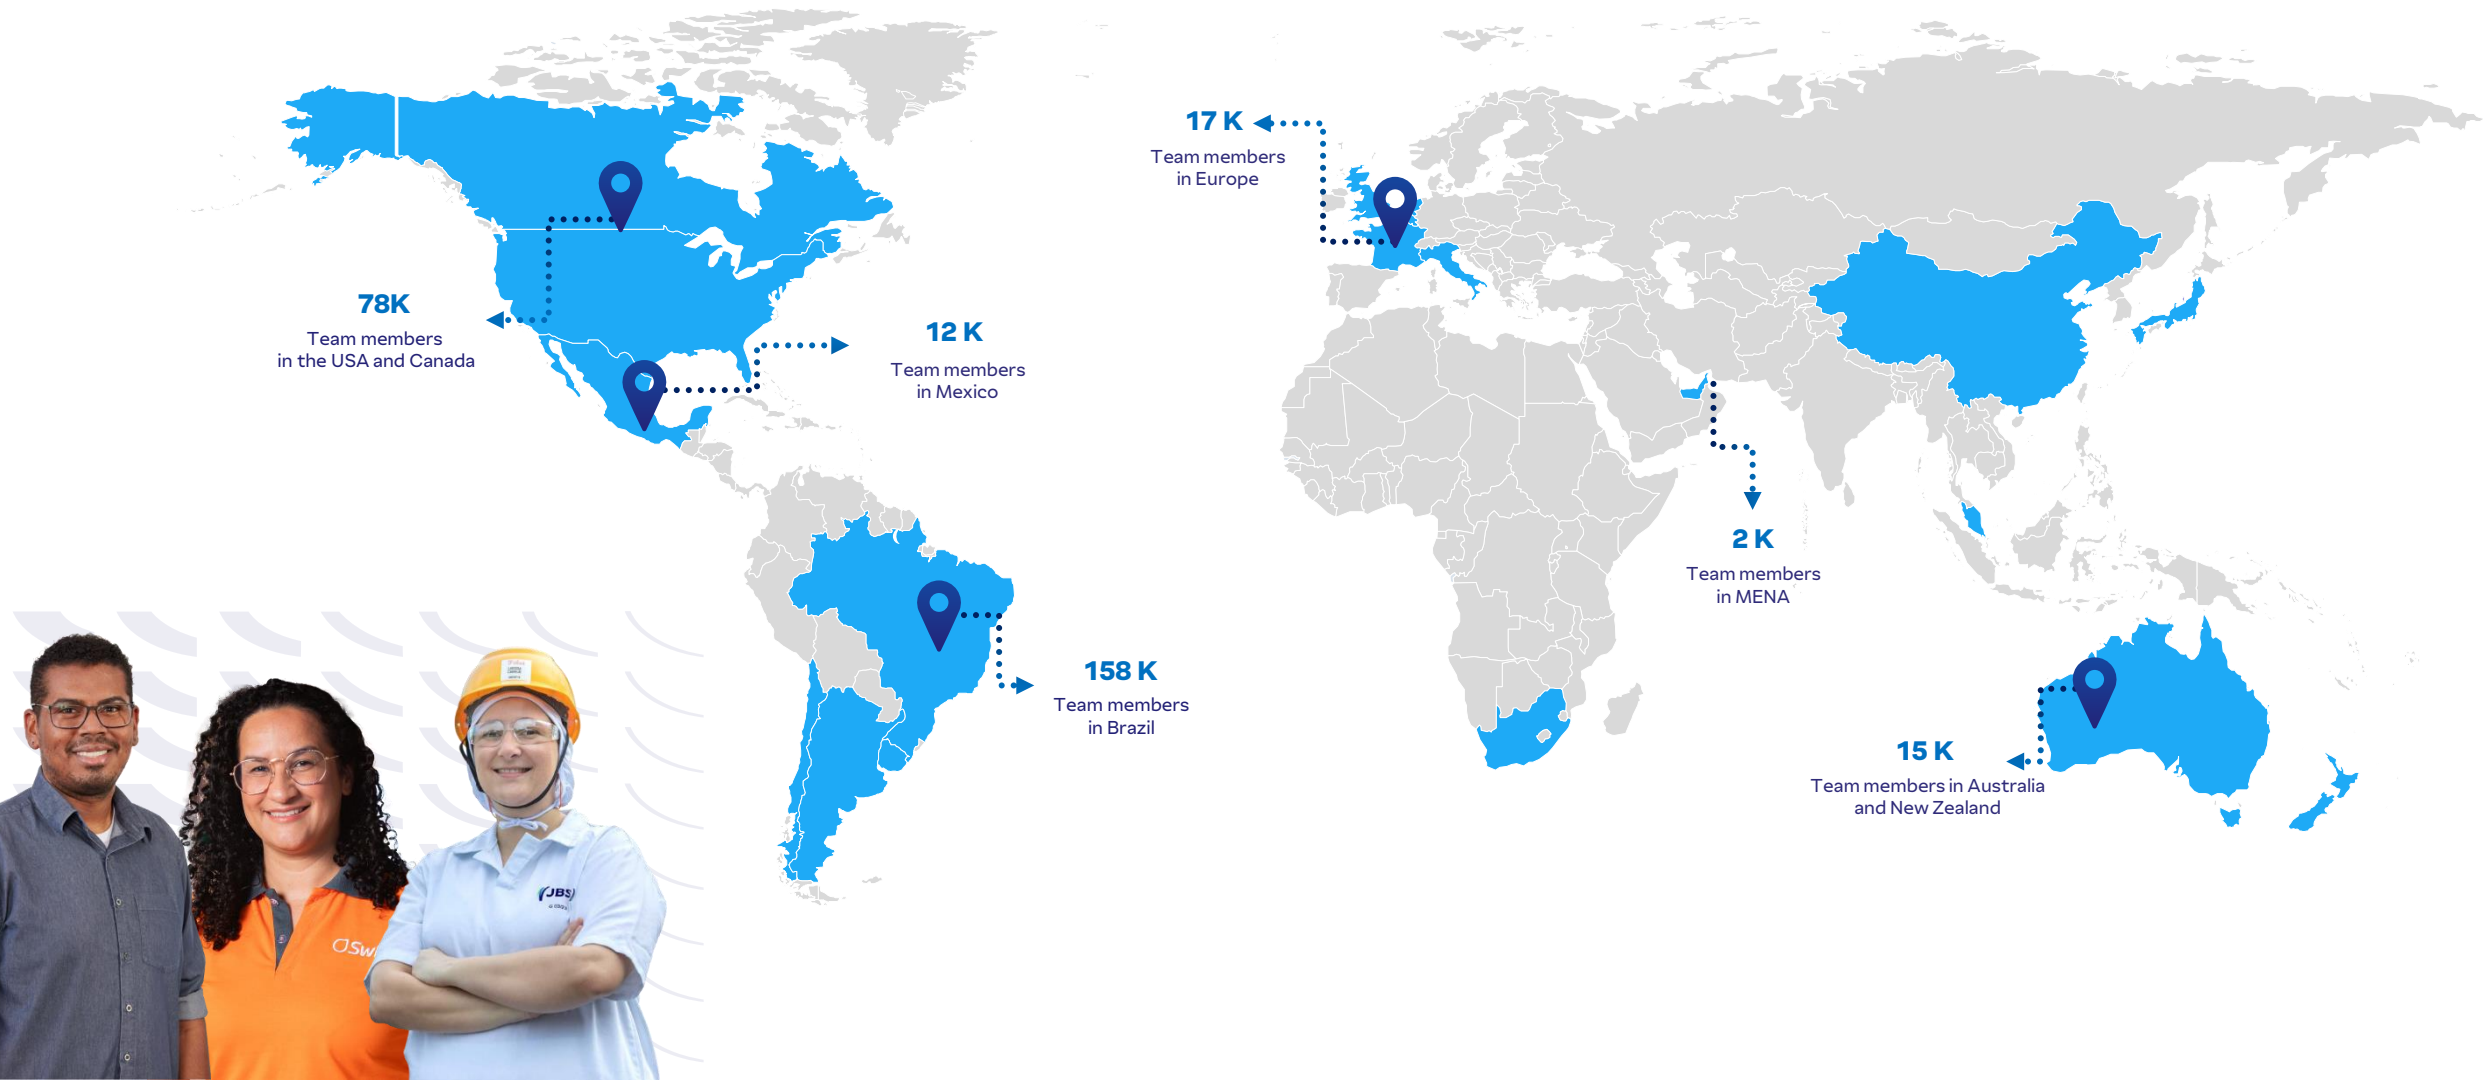 17 K
Team members
in Europe
78K
Team members
in the USA and Canada
12 K
Team members
in Mexico
2 K
Team members
in MENA
158 K
Team members
in Brazil
15 K
Team members in Australia
and New Zealand
JBS
Sw